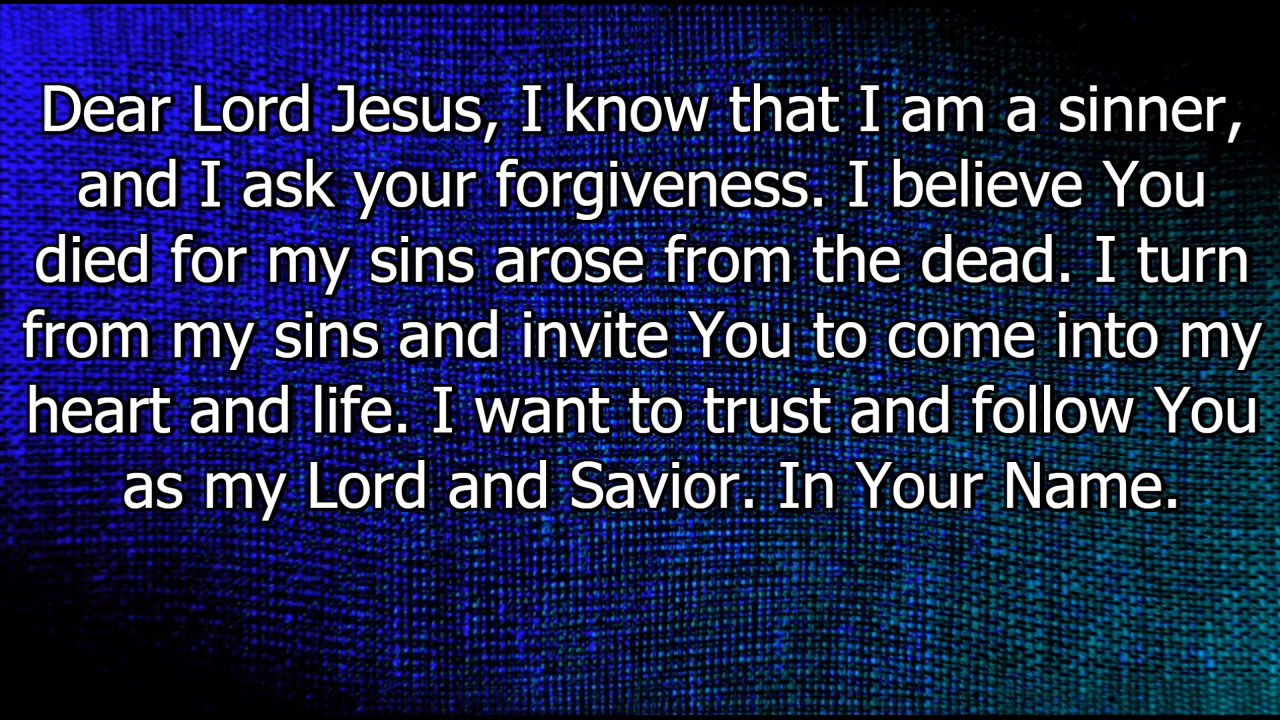 Dear Lord Jesus, I know that I am a sinner,
and I ask your forgiveness. I believe You
died for my sins arose from the dead. I turn
from my sins and invite You to come into my
heart and life. I want to trust and follow You
as my Lord and Savior. In Your Name.